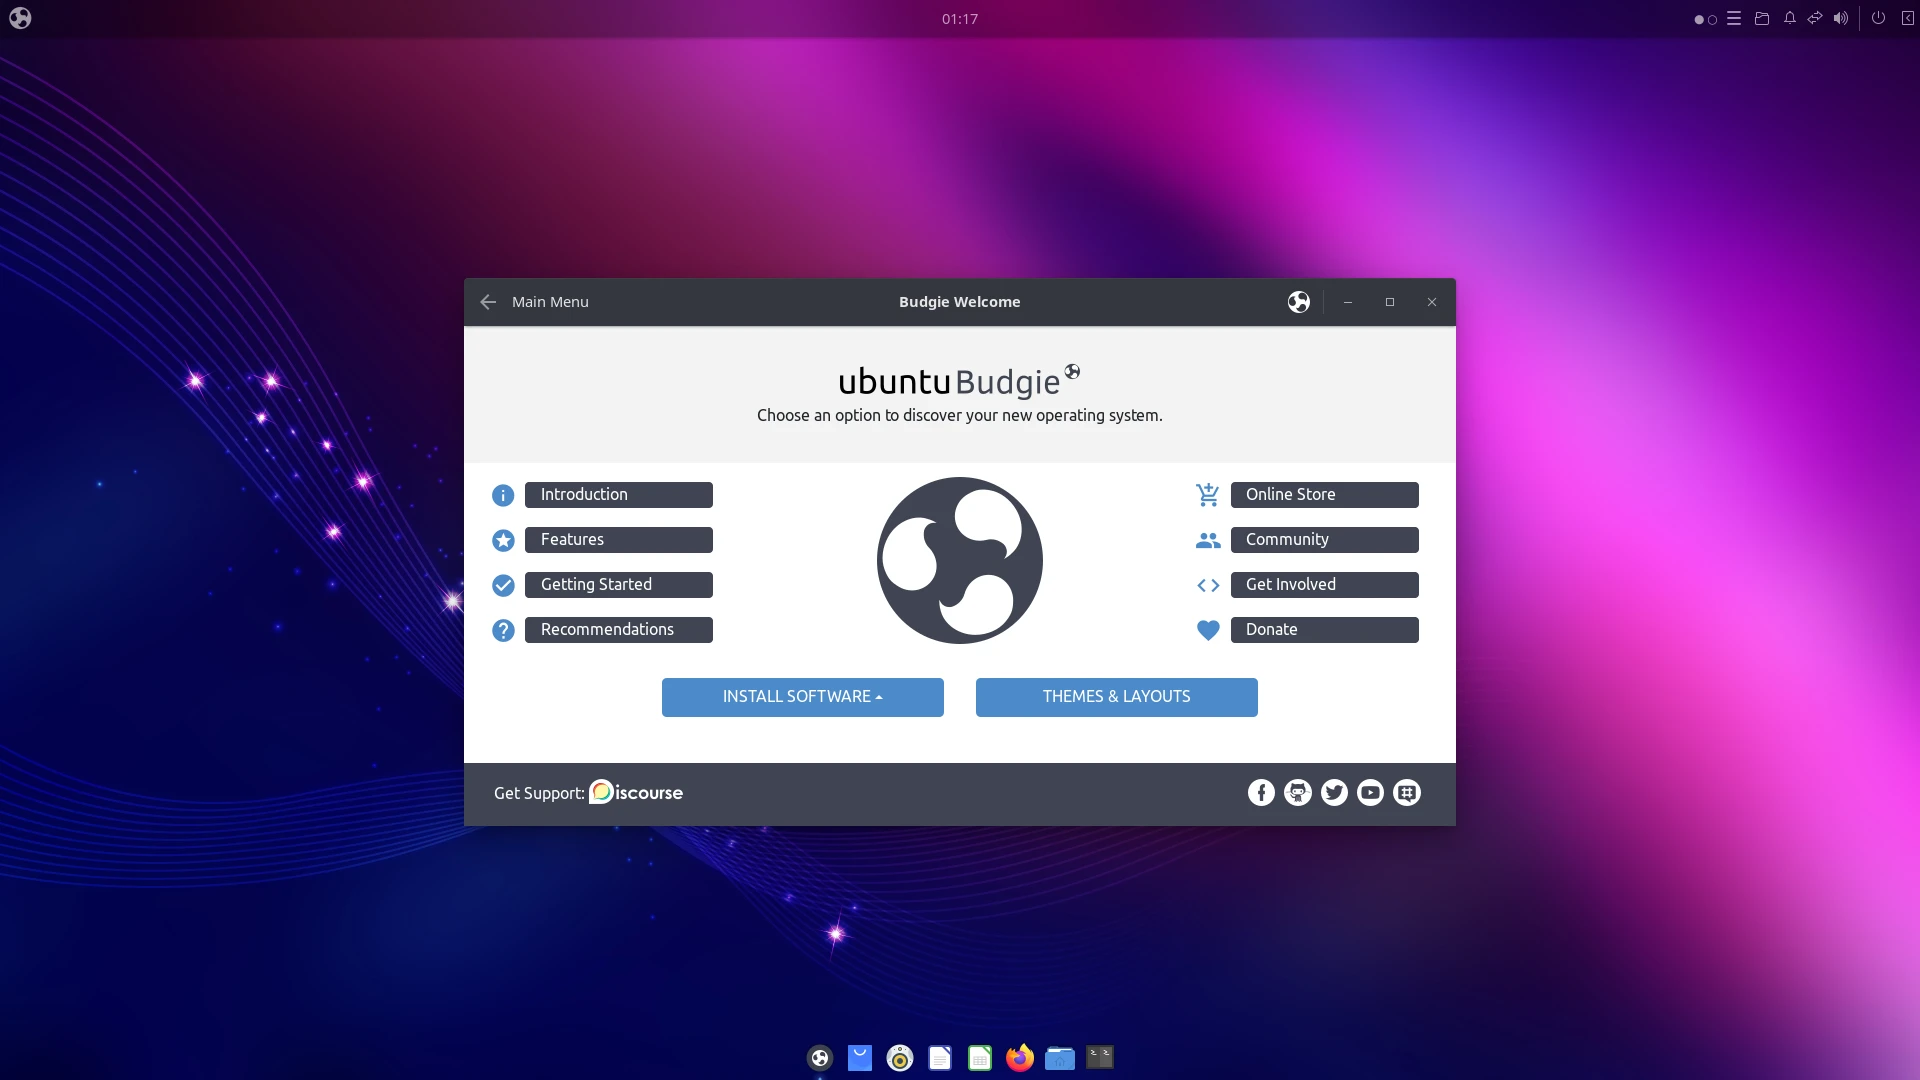 01:17
Main Menu
Budgie Welcome
ubuntu Budgie
Choose an option to discover your new operating system.
Introduction
Features
Getting Started
Recommendations
Online Store
Community
Get Involved
Donate
INSTALL SOFTWARE
THEMES & LAYOUTS
Get Support: Discourse